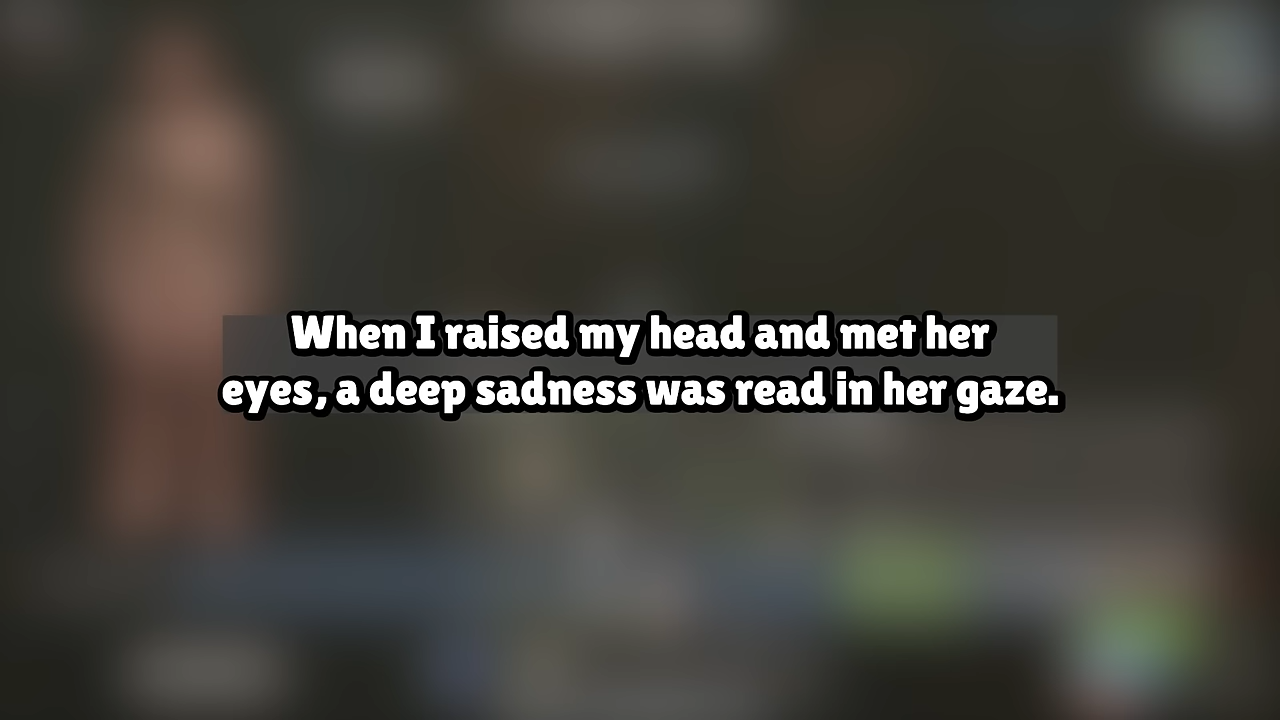 When I raised my head and met her
eyes, a deep sadness was read in her gaze.